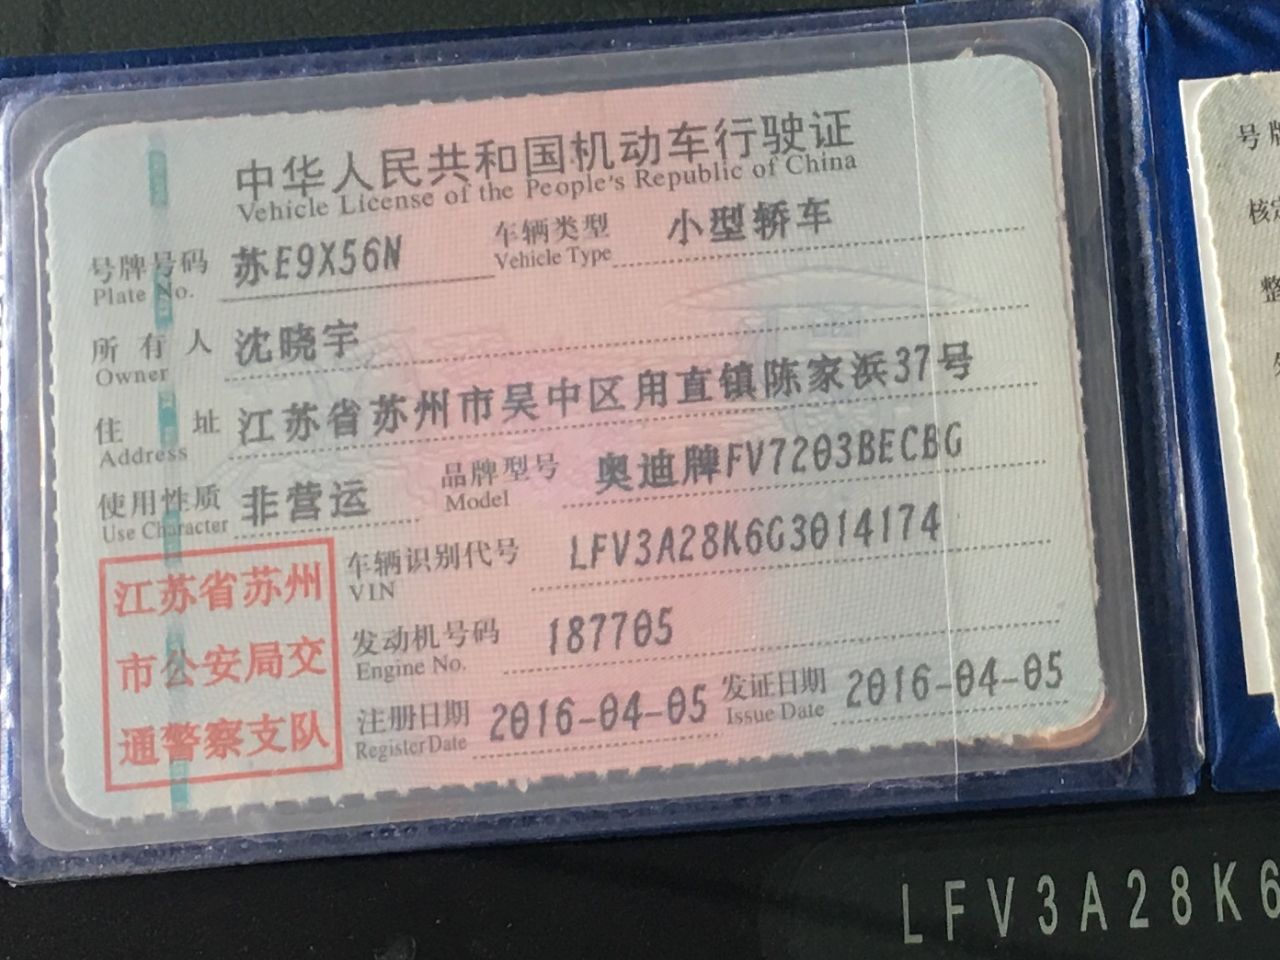 中华人民共和国机动车行驶证
Vehicle License of the People's Republic of China
号牌号码 苏E9X56N 车辆类型 小型轿车
Plate No. Vehicle Type
所有人 沈晓宇
Owner
住址 江苏省苏州市吴中区甪直镇陈家浜37号
Address
使用性质 非营运 品牌型号 奥迪牌FV7203BECBG
Use Character Model
江苏省苏州
市公安局交
通警察支队
车辆识别代号 LFV3A28K6G3014174
VIN
发动机号码 187705
Engine No.
注册日期 2016-04-05 发证日期 2016-04-05
Register Date Issue Date
号牌
核定
整
LFV3A28K6